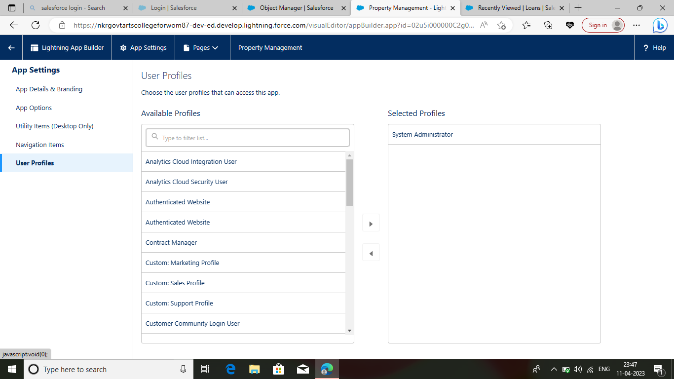 salesforce login - Search
Login | Salesforce
Object Manager | Salesforce
Property Management - Light
Recently Viewed | Loans | Sale
https://nkrgovtartscollegeforwom87-dev-ed.develop.lightning.force.com/visualEditor/appBuilder.app?id=02u5i000000C2g0...
Sign in
Lightning App Builder
App Settings
Pages
Property Management
? Help
App Settings
App Details & Branding
App Options
Utility Items (Desktop Only)
Navigation Items
User Profiles
User Profiles
Choose the user profiles that can access this app.
Available Profiles
Type to filter list...
Analytics Cloud Integration User
Analytics Cloud Security User
Authenticated Website
Authenticated Website
Contract Manager
Custom: Marketing Profile
Custom: Sales Profile
Custom: Support Profile
Customer Community Login User
Selected Profiles
System Administrator
javascript:void(0);
Type here to search
ENG
23:47
11-04-2023